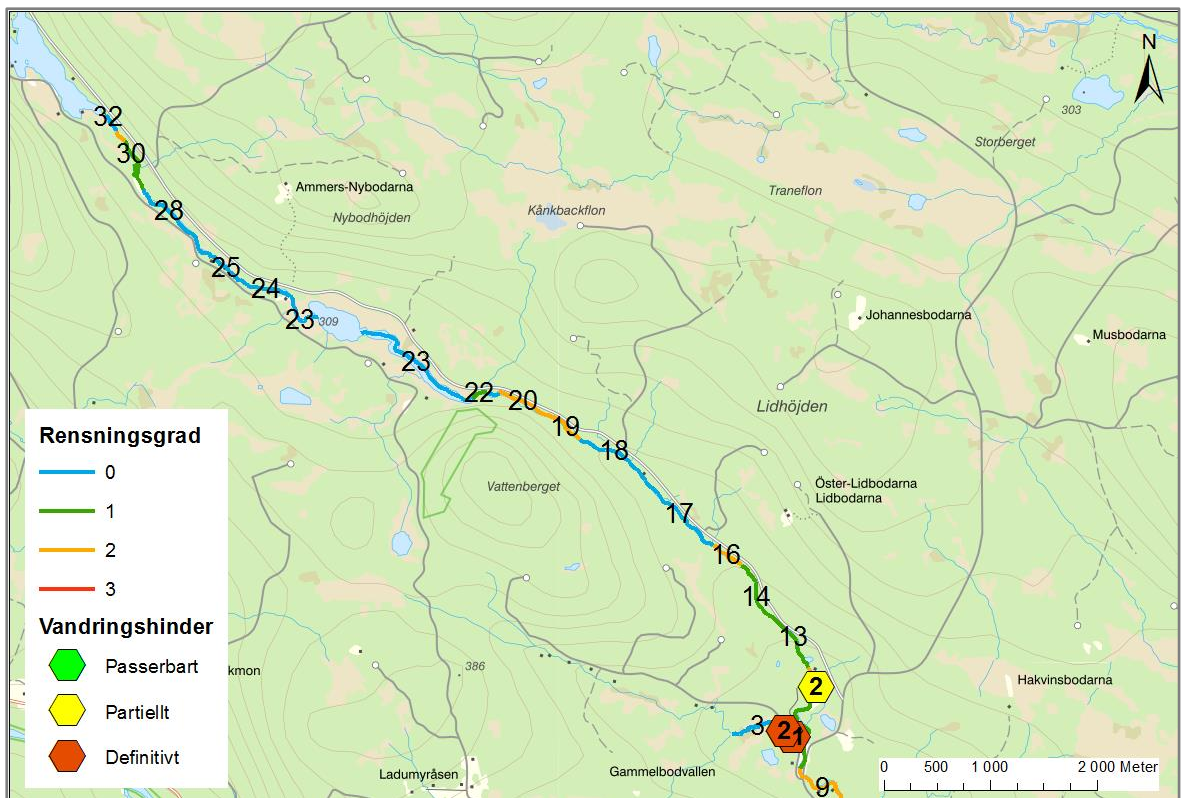 N
32
303
Storberget
30
Ammers-Nybodarna
Traneflon
28
Nybodhöjden
Kånkbackflon
25
24
23
309
Johannesbodarna
Musbodarna
23
22
20
Lidhöjden
19
18
Rensningsgrad
0
1
2
3
Vattenberget
Öster-Lidbodarna
Lidbodarna
17
16
14
13
Vandringshinder
Passerbart
Partiellt
Definitivt
kmon
386
Hakvinsbodarna
2
3
2
1
Ladumyråsen
Gammelbodvallen
9
0 500 1 000 2 000 Meter